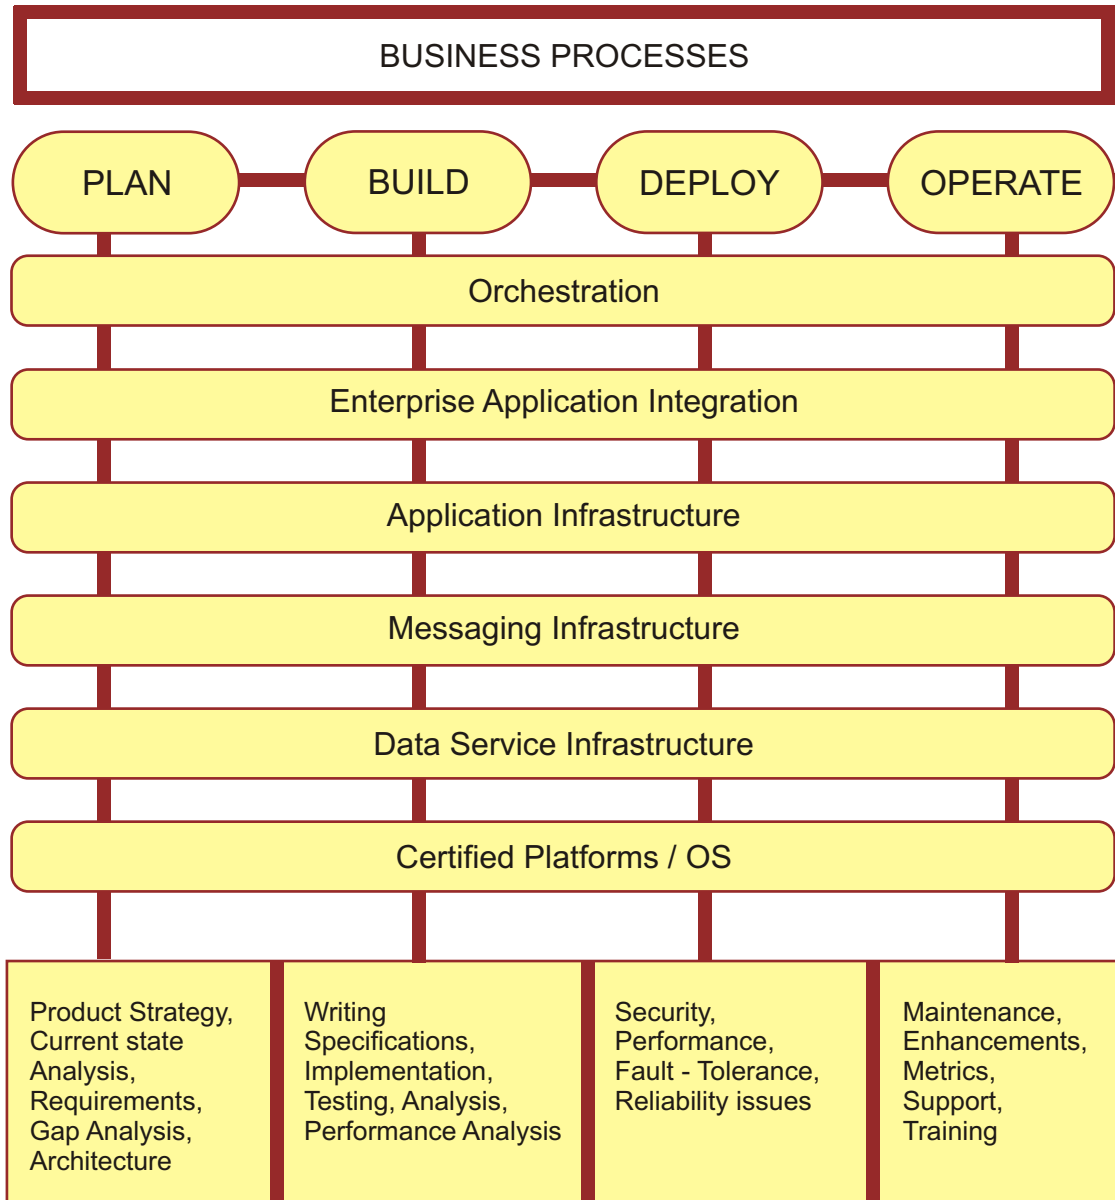 BUSINESS PROCESSES
PLAN
BUILD
DEPLOY
OPERATE
Orchestration
Enterprise Application Integration
Application Infrastructure
Messaging Infrastructure
Data Service Infrastructure
Certified Platforms / OS
Product Strategy,
Current state
Analysis,
Requirements,
Gap Analysis,
Architecture
Writing
Specifications,
Implementation,
Testing, Analysis,
Performance Analysis
Security,
Performance,
Fault - Tolerance,
Reliability issues
Maintenance,
Enhancements,
Metrics,
Support,
Training